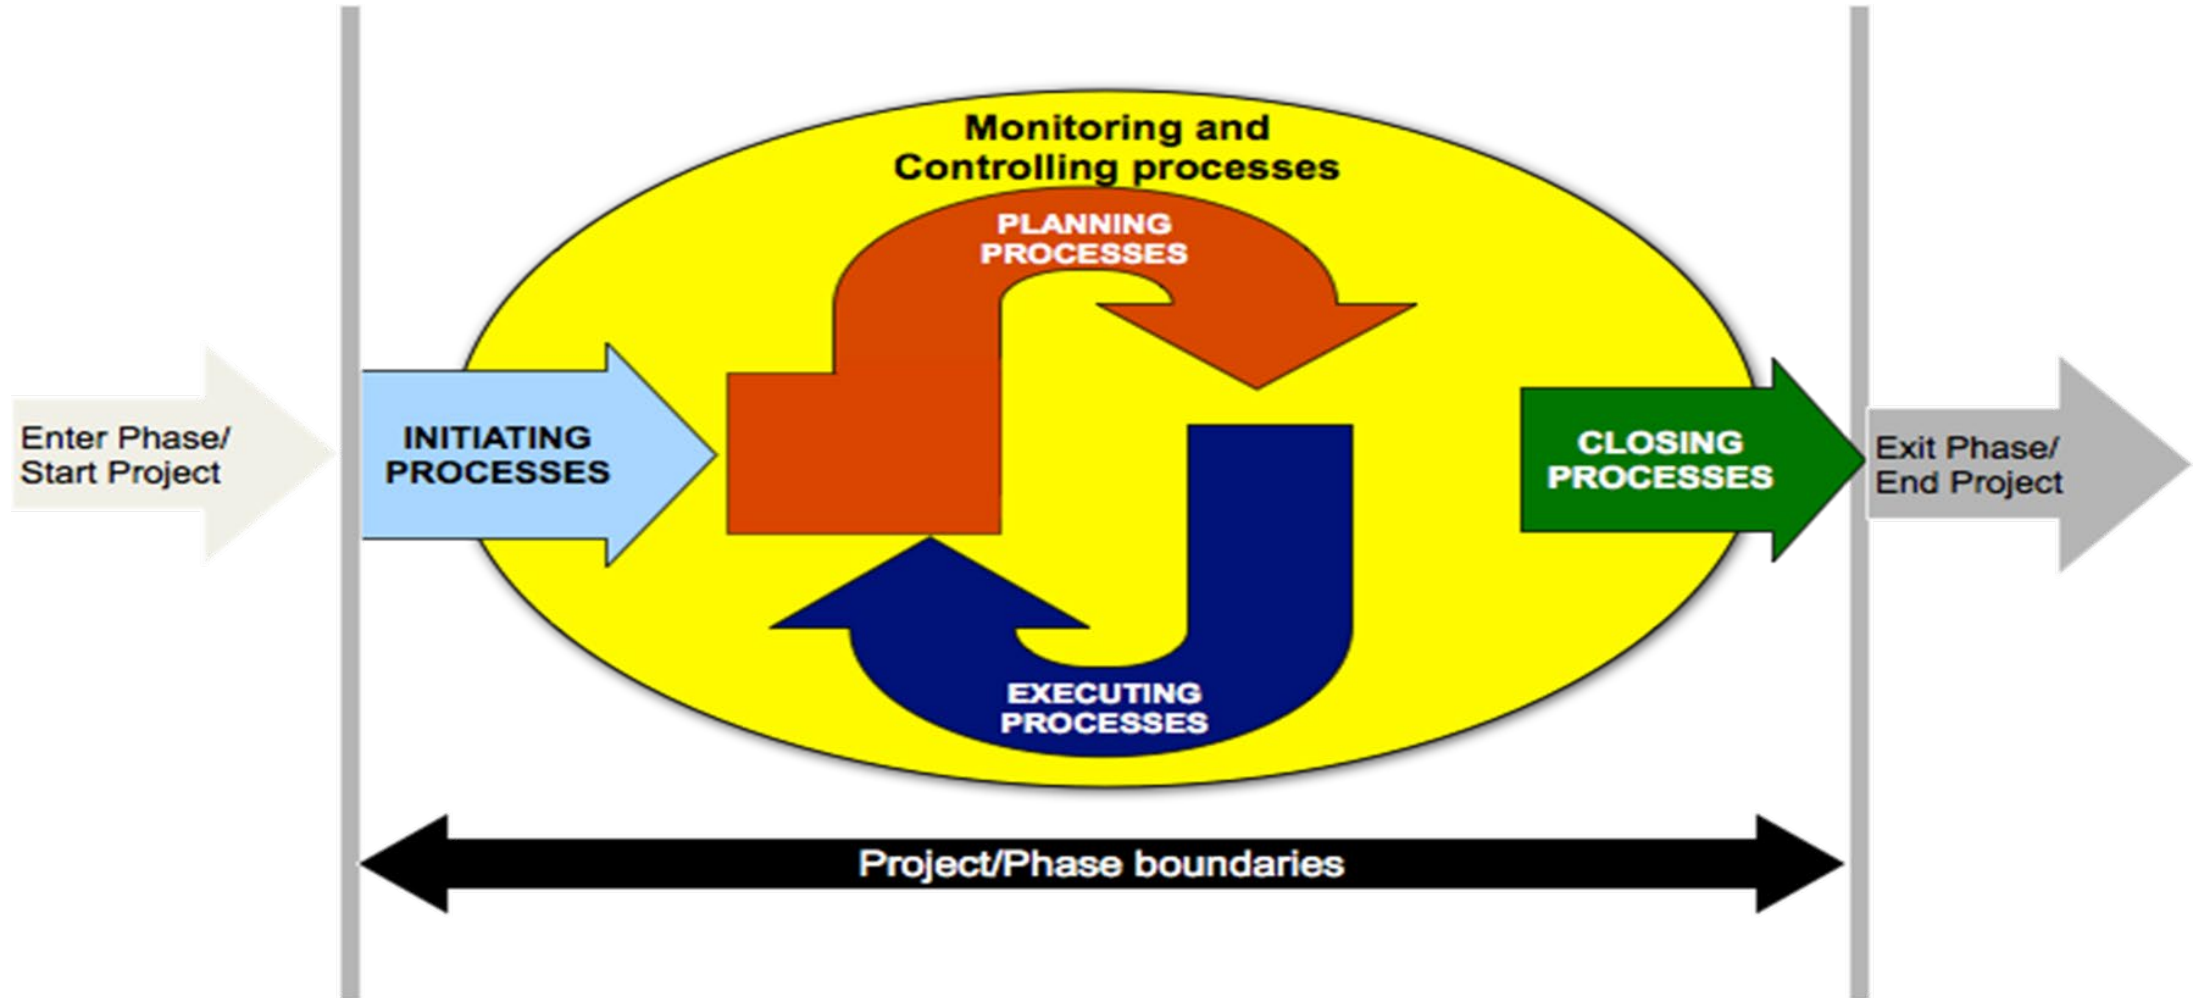 Monitoring and
Controlling processes
PLANNING
PROCESSES
Enter Phase/
Start Project
INITIATING
PROCESSES
CLOSING
PROCESSES
Exit Phase/
End Project
EXECUTING
PROCESSES
Project/Phase boundaries